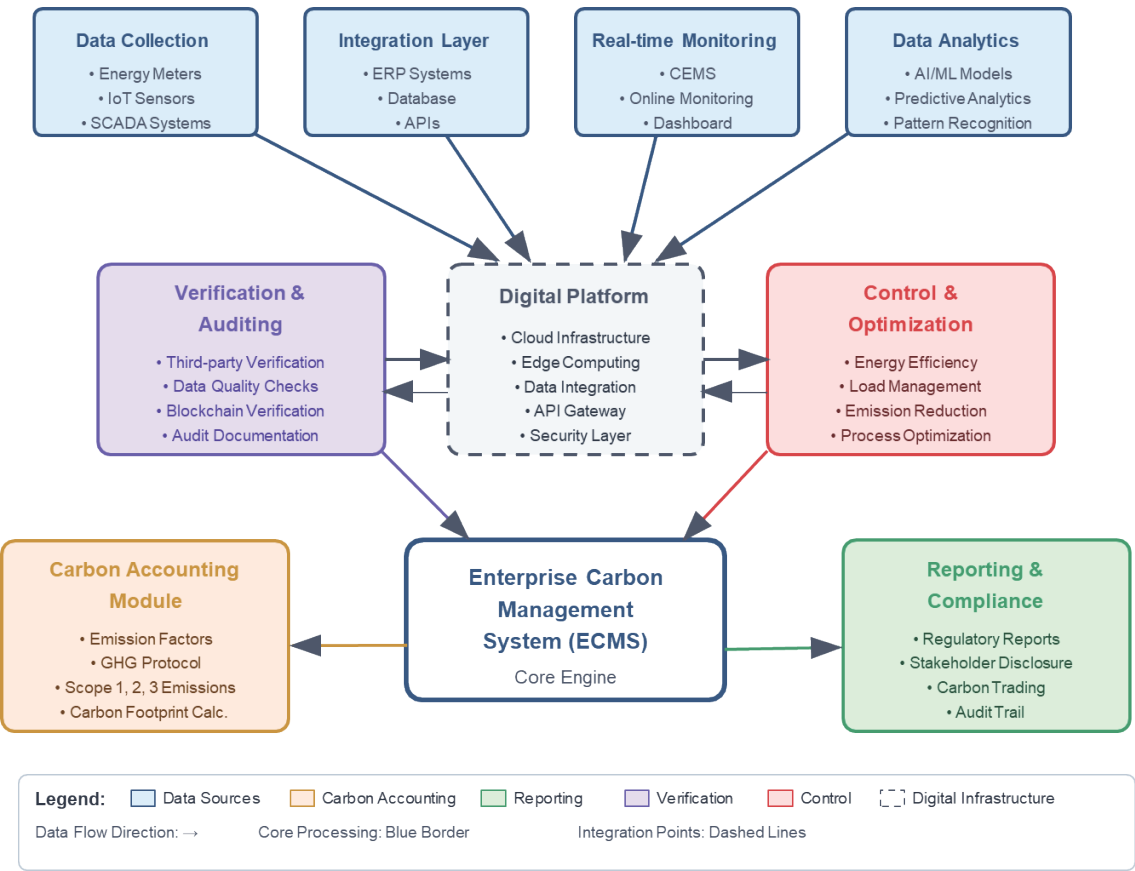 Data Collection
• Energy Meters
• IoT Sensors
• SCADA Systems
Integration Layer
• ERP Systems
• Database
• APIs
Real-time Monitoring
• CEMS
• Online Monitoring
• Dashboard
Data Analytics
• AI/ML Models
• Predictive Analytics
• Pattern Recognition
Verification &
Auditing
• Third-party Verification
• Data Quality Checks
• Blockchain Verification
• Audit Documentation
Digital Platform
• Cloud Infrastructure
• Edge Computing
• Data Integration
• API Gateway
• Security Layer
Control &
Optimization
• Energy Efficiency
• Load Management
• Emission Reduction
• Process Optimization
Carbon Accounting
Module
• Emission Factors
• GHG Protocol
• Scope 1, 2, 3 Emissions
• Carbon Footprint Calc.
Enterprise Carbon
Management
System (ECMS)
Core Engine
Reporting &
Compliance
• Regulatory Reports
• Stakeholder Disclosure
• Carbon Trading
• Audit Trail
Legend: Data Sources Carbon Accounting Reporting Verification Control Digital Infrastructure
Data Flow Direction: → Core Processing: Blue Border Integration Points: Dashed Lines